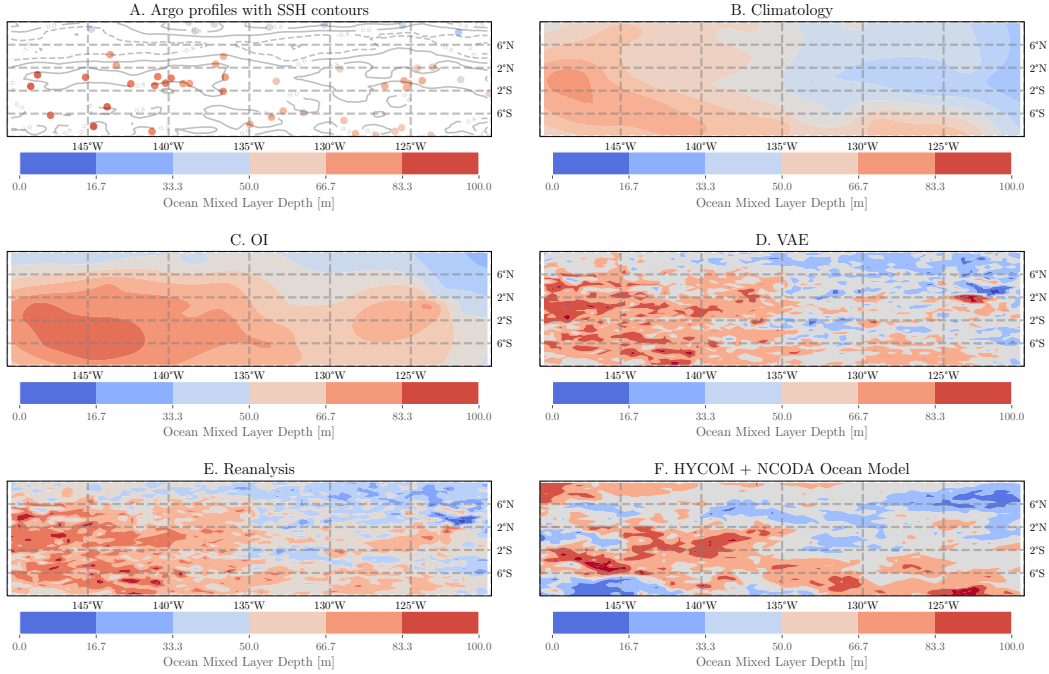 A. Argo profiles with SSH contours
6°N
2°N
2°S
6°S
145°W 140°W 135°W 130°W 125°W
0.0 16.7 33.3 50.0 66.7 83.3 100.0
Ocean Mixed Layer Depth [m]
B. Climatology
6°N
2°N
2°S
6°S
145°W 140°W 135°W 130°W 125°W
0.0 16.7 33.3 50.0 66.7 83.3 100.0
Ocean Mixed Layer Depth [m]
C. OI
6°N
2°N
2°S
6°S
145°W 140°W 135°W 130°W 125°W
0.0 16.7 33.3 50.0 66.7 83.3 100.0
Ocean Mixed Layer Depth [m]
D. VAE
6°N
2°N
2°S
6°S
145°W 140°W 135°W 130°W 125°W
0.0 16.7 33.3 50.0 66.7 83.3 100.0
Ocean Mixed Layer Depth [m]
E. Reanalysis
6°N
2°N
2°S
6°S
145°W 140°W 135°W 130°W 125°W
0.0 16.7 33.3 50.0 66.7 83.3 100.0
Ocean Mixed Layer Depth [m]
F. HYCOM + NCODA Ocean Model
6°N
2°N
2°S
6°S
145°W 140°W 135°W 130°W 125°W
0.0 16.7 33.3 50.0 66.7 83.3 100.0
Ocean Mixed Layer Depth [m]